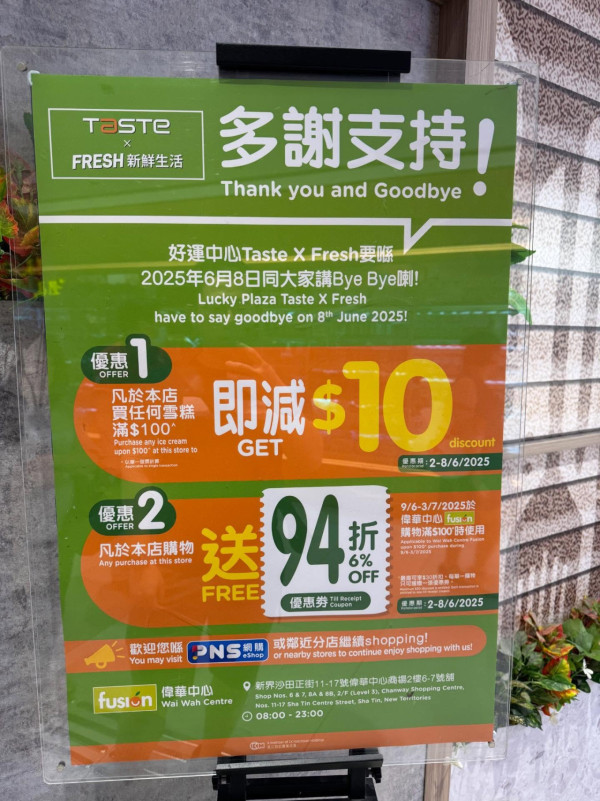 TaSTe
×
FRESH 新鮮生活
多謝支持!
Thank you and Goodbye
好運中心Taste X Fresh要喺
2025年6月8日同大家講Bye Bye喇!
Lucky Plaza Taste X Fresh
have to say goodbye on 8th June 2025!
優惠1
OFFER
凡於本店
買任何雪糕
滿$100^
Purchase any ice cream
upon $100^ at this store to
即減$10
GET
discount
優惠期: 2-8/6/2025
優惠2
OFFER
凡於本店購物
Any purchase at this store
送
FREE
94折
6%
OFF
優惠券 Till Receipt Coupon
9/6-3/7/2025於
偉華中心 fusion
購物滿$100*時使用
優惠期: 2-8/6/2025
歡迎您喺 PNS網購 或鄰近分店繼續shopping!
You may visit eShop or nearby stores to continue enjoy shopping with us!
fusion
偉華中心
Wai Wah Centre
新界沙田正街11-17號偉華中心商場2樓6-7號舖
Shop Nos. 6 & 7, 8A & 8B, 2/F (Level 3), Chanway Shopping Centre,
Nos. 11-17 Sha Tin Centre Street, Sha Tin, New Territories
08:00 - 23:00